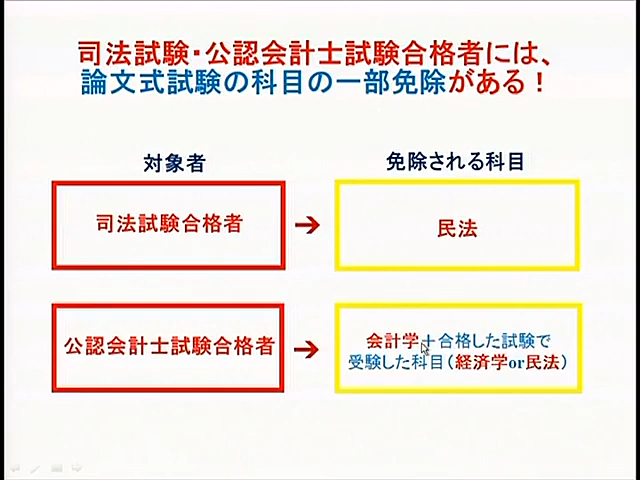 司法試験・公認会計士試験合格者には、
論文式試験の科目の一部免除がある！
対象者
免除される科目
司法試験合格者
民法
公認会計士試験合格者
会計学＋合格した試験で
受験した科目（経済学or民法）